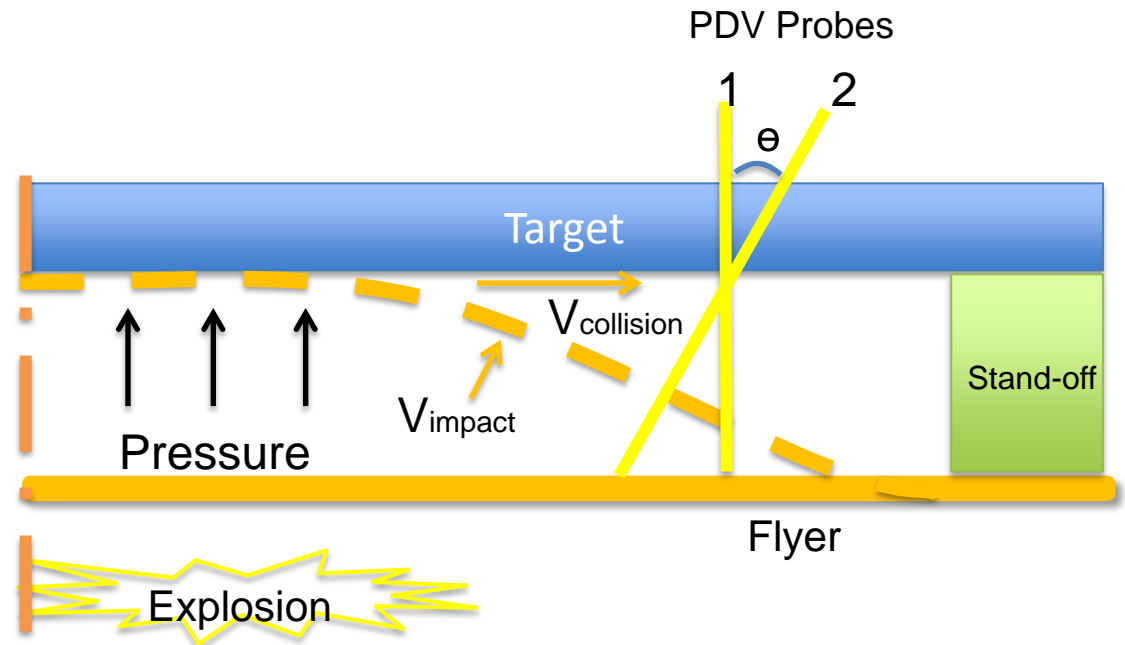 PDV Probes
1 2
ɵ
Target
Vcollision
Stand-off
Vimpact
Pressure
Flyer
Explosion